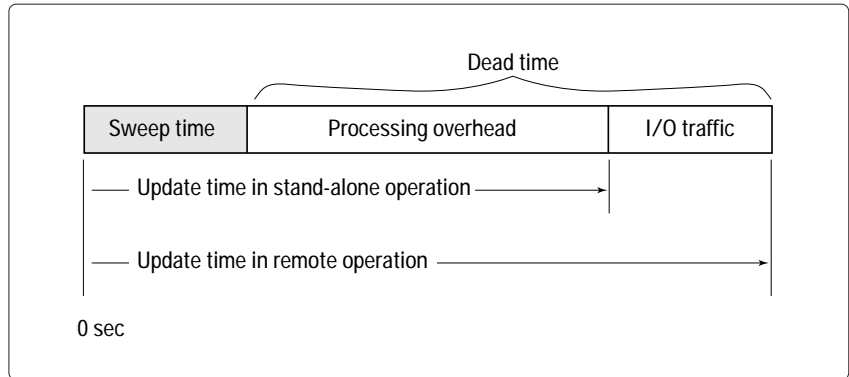 Dead time
Sweep time
Processing overhead
I/O traffic
Update time in stand-alone operation
Update time in remote operation
0 sec